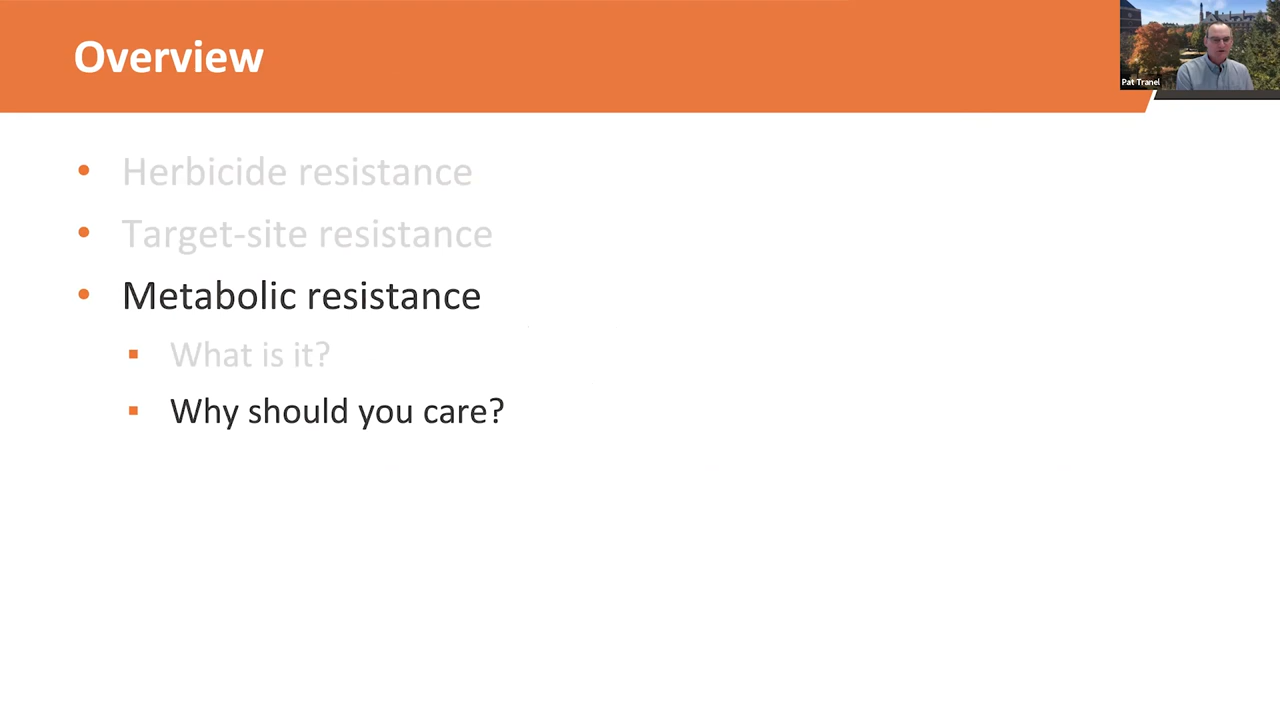 Overview
Pat Tranel
• Herbicide resistance
• Target-site resistance
• Metabolic resistance
▪ What is it?
▪ Why should you care?